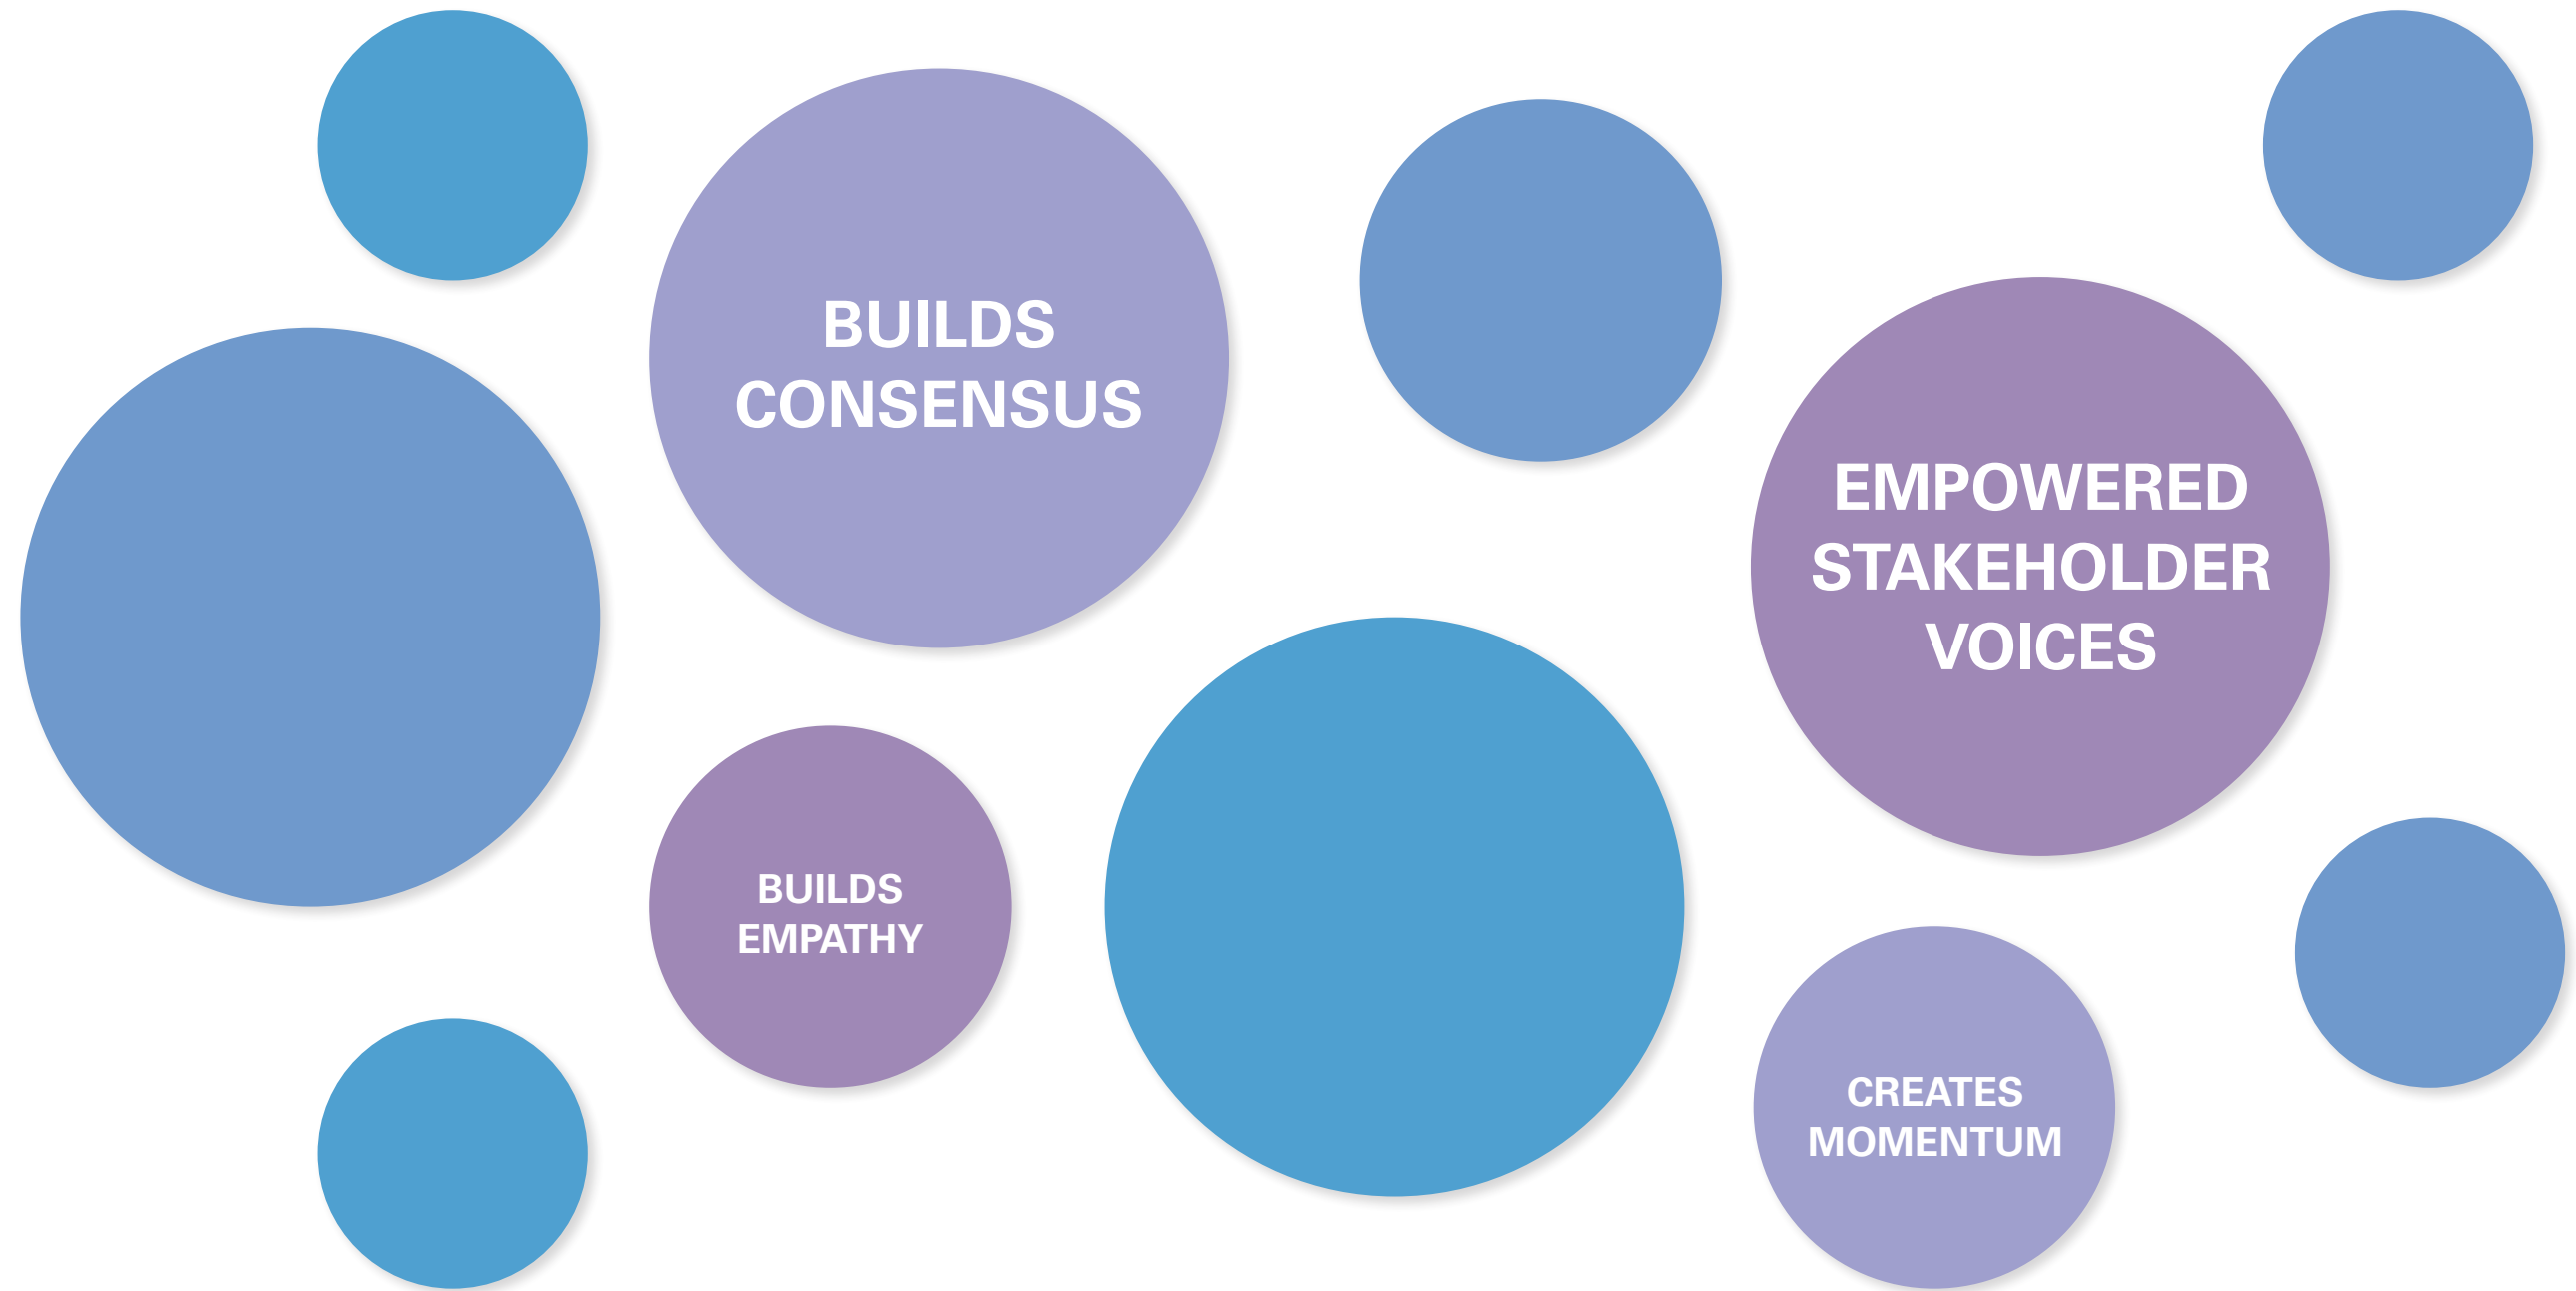 BUILDS
CONSENSUS
EMPOWERED
STAKEHOLDER
VOICES
BUILDS
EMPATHY
CREATES
MOMENTUM